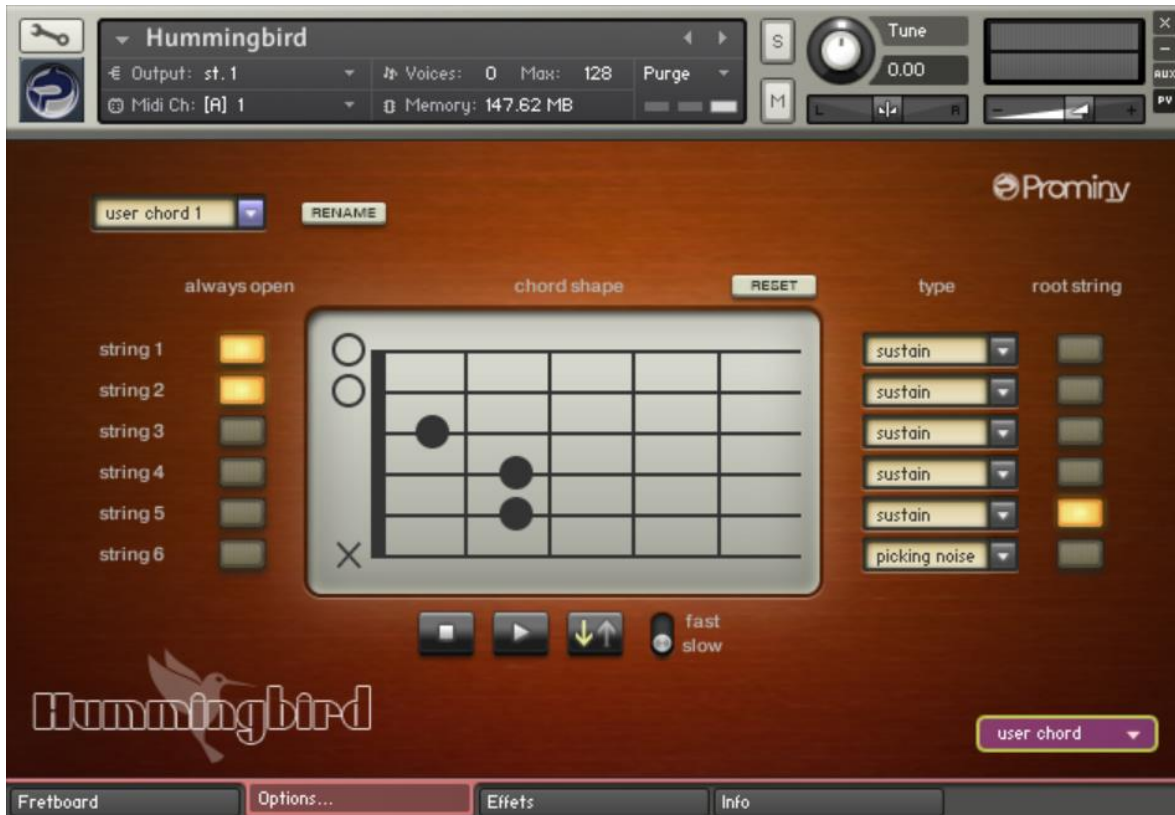 Hummingbird
S
Tune
X
-
Output: st.1
Voices: 0 Max: 128
Purge
0.00
AUX
Midi Ch: [A] 1
Memory: 147.62 MB
M
L
R
-
+
PV
Prominy
user chord 1
RENAME
always open
chord shape
RESET
type
root string
string 1
sustain
string 2
sustain
string 3
sustain
string 4
sustain
string 5
sustain
string 6
X
picking noise
fast
slow
Hummingbird
user chord
Fretboard
Options...
Effets
Info